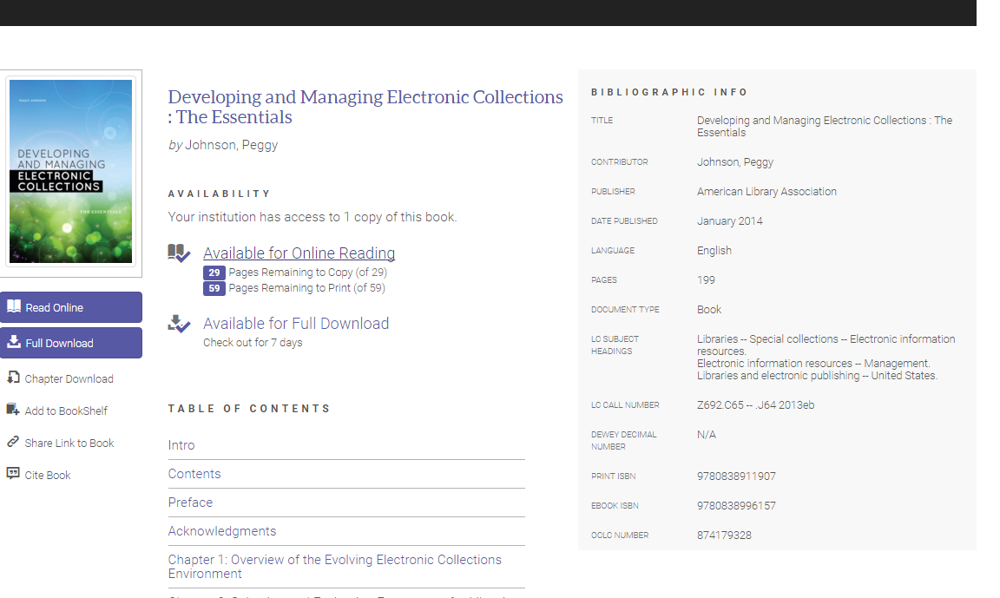 PEGGY JOHNSON
DEVELOPING
AND MANAGING
ELECTRONIC
COLLECTIONS
THE ESSENTIALS
Read Online
Full Download
Chapter Download
Add to BookShelf
Share Link to Book
Cite Book
Developing and Managing Electronic Collections
: The Essentials
by Johnson, Peggy
AVAILABILITY
Your institution has access to 1 copy of this book.
Available for Online Reading
29 Pages Remaining to Copy (of 29)
59 Pages Remaining to Print (of 59)
Available for Full Download
Check out for 7 days
TABLE OF CONTENTS
Intro
Contents
Preface
Acknowledgments
Chapter 1: Overview of the Evolving Electronic Collections
Environment
BIBLIOGRAPHIC INFO
TITLE Developing and Managing Electronic Collections : The
Essentials
CONTRIBUTOR Johnson, Peggy
PUBLISHER American Library Association
DATE PUBLISHED January 2014
LANGUAGE English
PAGES 199
DOCUMENT TYPE Book
LC SUBJECT Libraries -- Special collections -- Electronic information
HEADINGS resources.
Electronic information resources -- Management.
Libraries and electronic publishing -- United States.
LC CALL NUMBER Z692.C65 -- .J64 2013eb
DEWEY DECIMAL N/A
NUMBER
PRINT ISBN 9780838911907
EBOOK ISBN 9780838996157
OCLC NUMBER 874179328